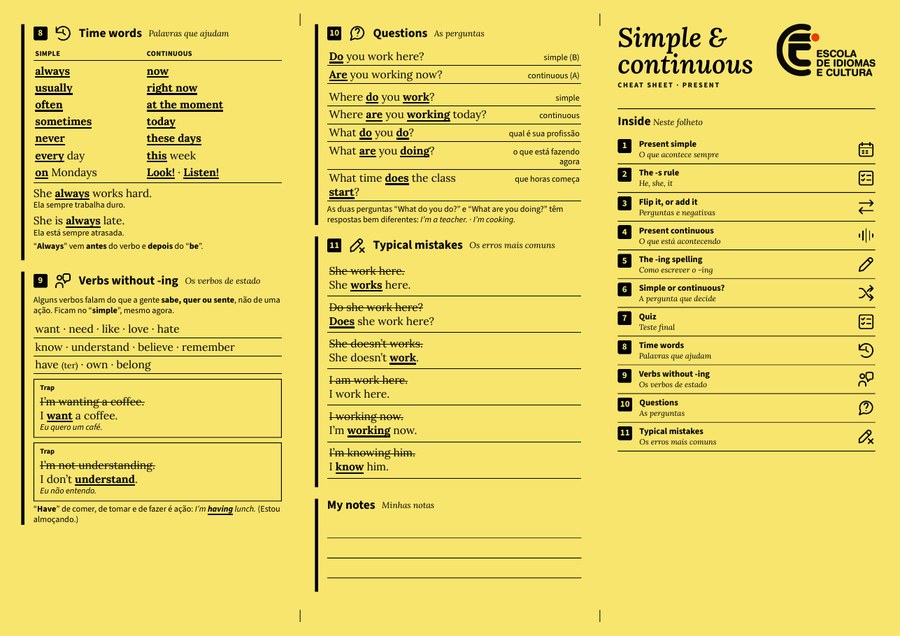 8 Time words Palavras que ajudam
SIMPLE CONTINUOUS
always now
usually right now
often at the moment
sometimes today
never these days
every day this week
on Mondays Look! · Listen!
She always works hard.
Ela sempre trabalha duro.
She is always late.
Ela está sempre atrasada.
“Always” vem antes do verbo e depois do “be”.
9 Verbs without -ing Os verbos de estado
Alguns verbos falam do que a gente sabe, quer ou sente, não de uma
ação. Ficam no “simple”, mesmo agora.
want · need · like · love · hate
know · understand · believe · remember
have (ter) · own · belong
Trap
I’m wanting a coffee.
I want a coffee.
Eu quero um café.
Trap
I’m not understanding.
I don’t understand.
Eu não entendo.
“Have” de comer, de tomar e de fazer é ação: I’m having lunch. (Estou
almoçando.)
10 Questions As perguntas
Do you work here? simple (B)
Are you working now? continuous (A)
Where do you work? simple
Where are you working today? continuous
What do you do? qual é sua profissão
What are you doing? o que está fazendo
agora
What time does the class que horas começa
start?
As duas perguntas “What do you do?” e “What are you doing?” têm
respostas bem diferentes: I’m a teacher. · I’m cooking.
11 Typical mistakes Os erros mais comuns
She work here.
She works here.
Do she work here?
Does she work here?
She doesn’t works.
She doesn’t work.
I am work here.
I work here.
I working now.
I’m working now.
I’m knowing him.
I know him.
My notes Minhas notas
Simple &
continuous
CHEAT SHEET · PRESENT
ESCOLA
DE IDIOMAS
E CULTURA
Inside Neste folheto
1 Present simple
O que acontece sempre
2 The -s rule
He, she, it
3 Flip it, or add it
Perguntas e negativas
4 Present continuous
O que está acontecendo
5 The -ing spelling
Como escrever o -ing
6 Simple or continuous?
A pergunta que decide
7 Quiz
Teste final
8 Time words
Palavras que ajudam
9 Verbs without -ing
Os verbos de estado
10 Questions
As perguntas
11 Typical mistakes
Os erros mais comuns